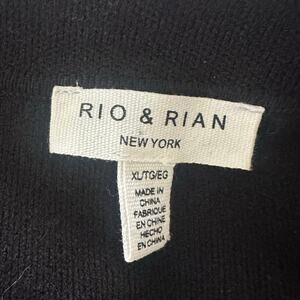 RIO & RIAN
NEW YORK
XL/TG/EG
MADE IN
CHINA
FABRIQUE
EN CHINE
HECHO
EN CHINA